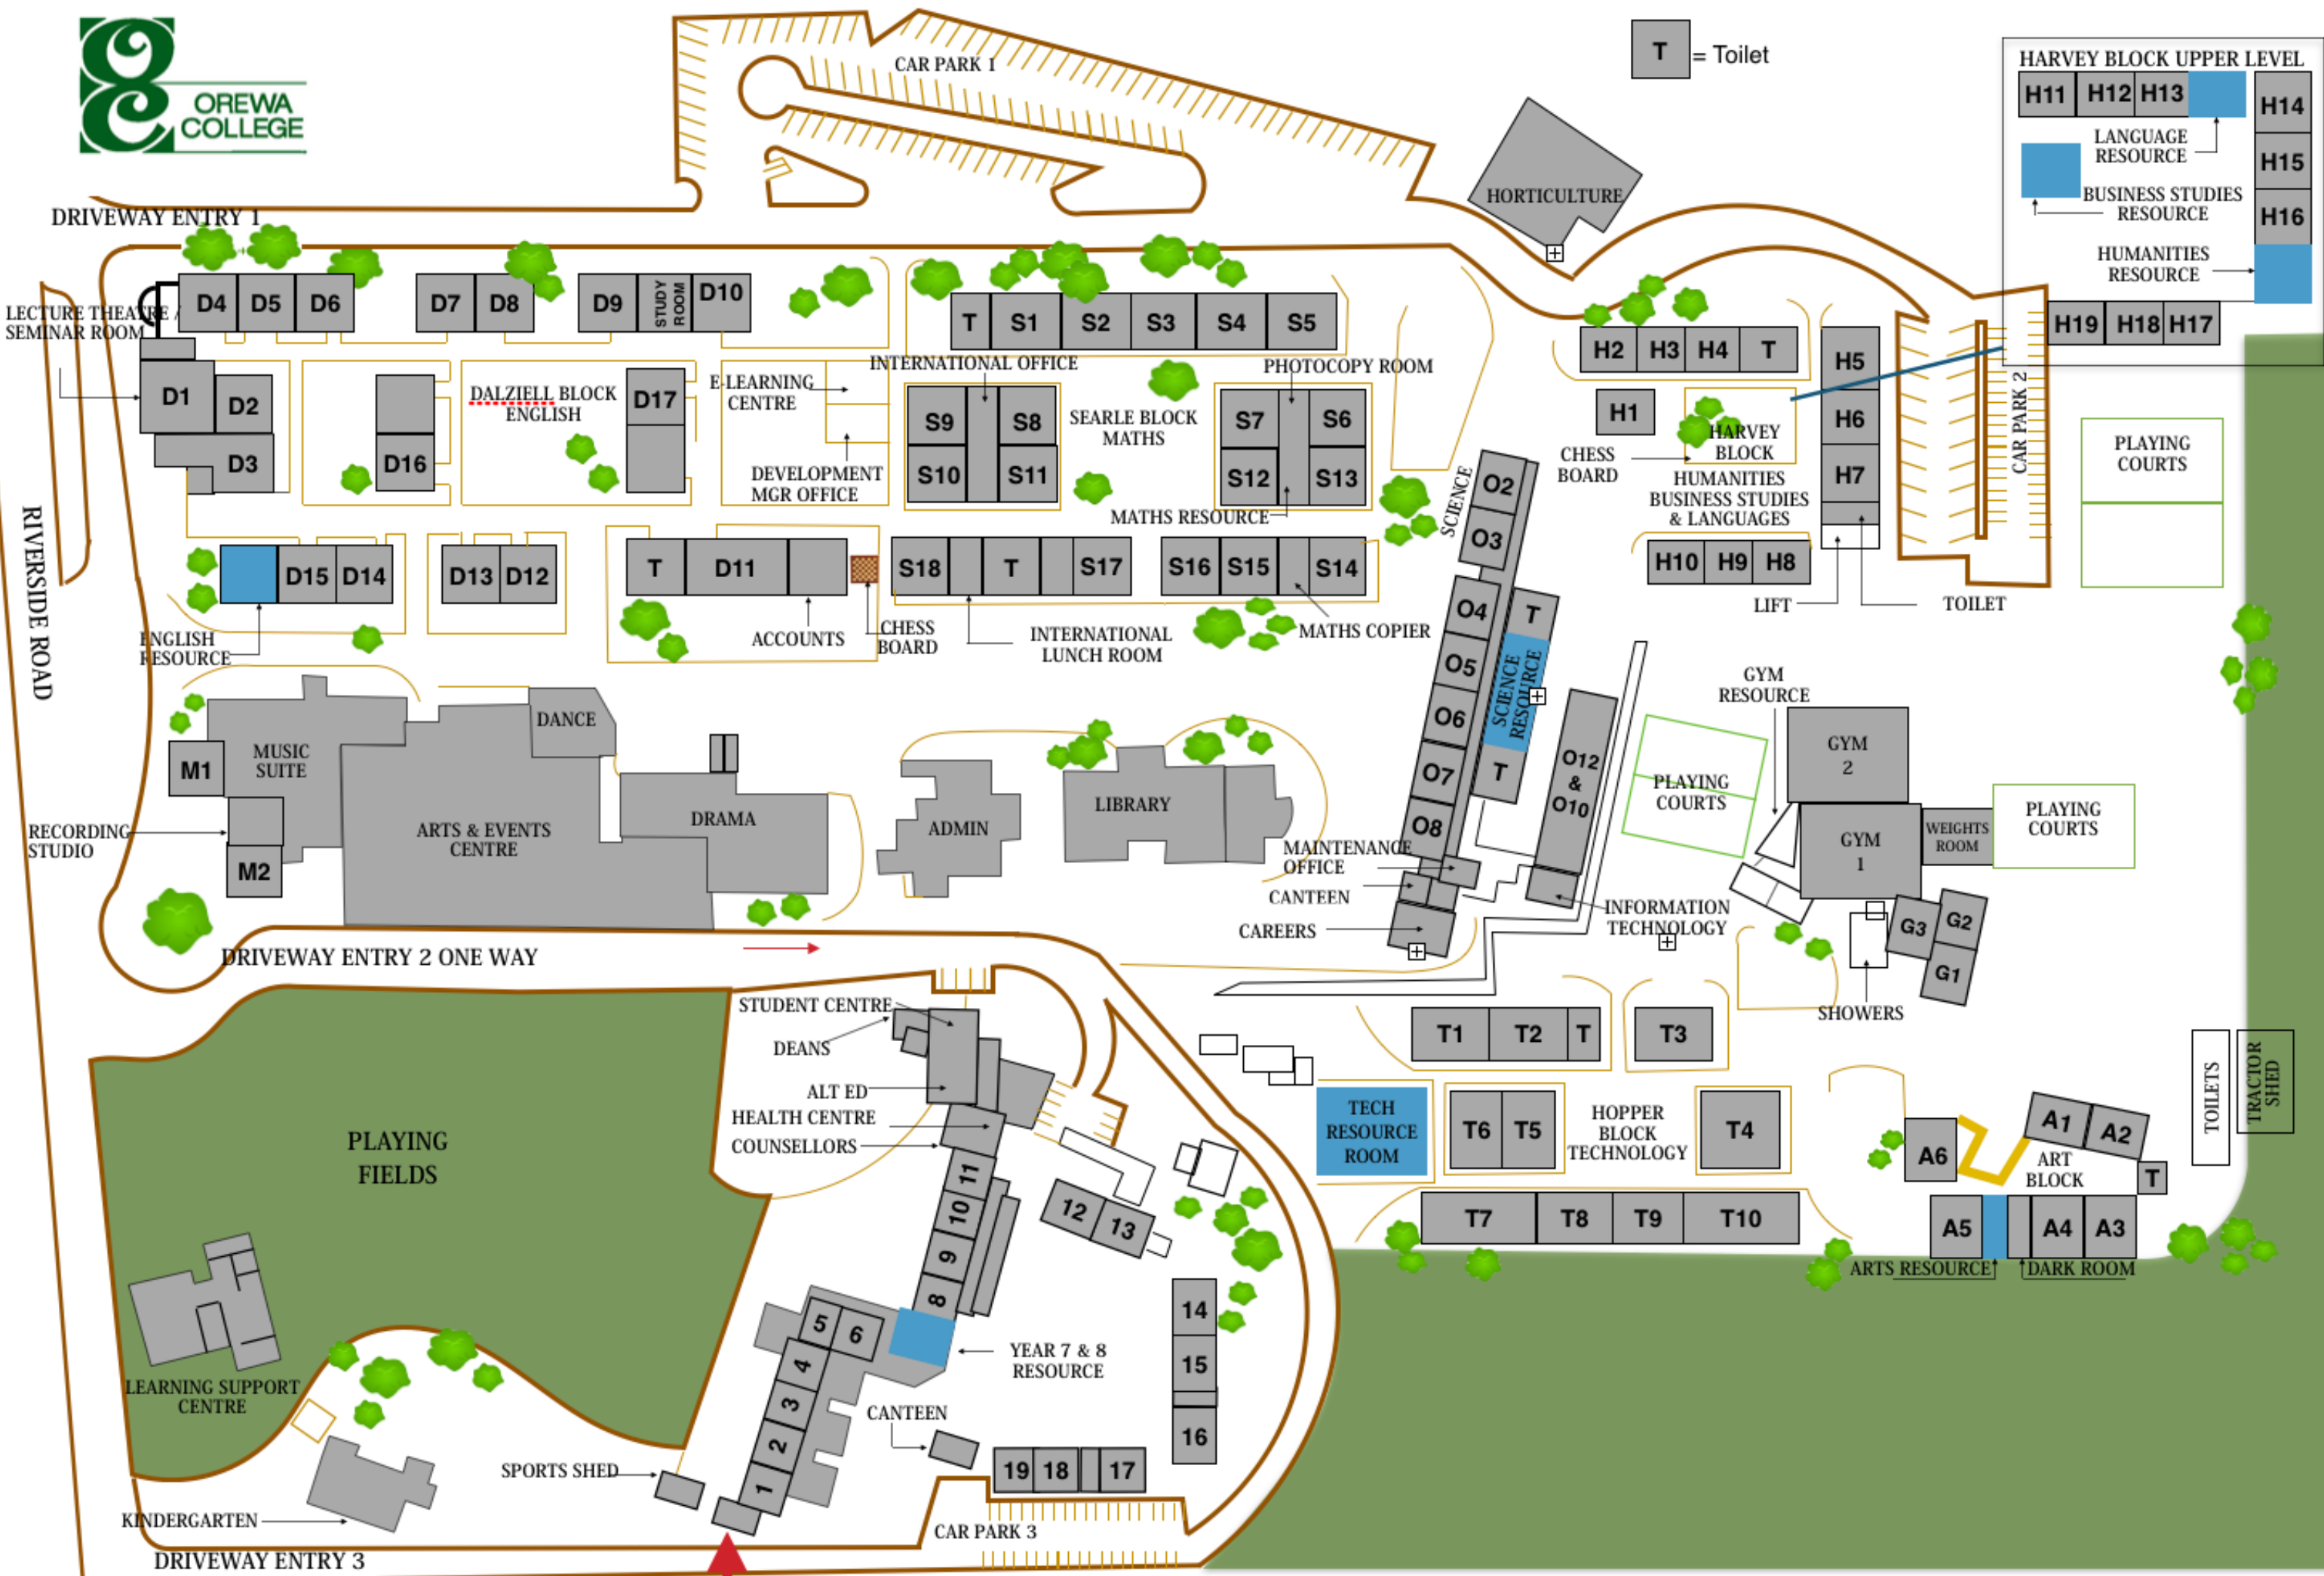 OREWA
COLLEGE
CAR PARK 1
T = Toilet
HORTICULTURE
HARVEY BLOCK UPPER LEVEL
H11 H12 H13
H14
LANGUAGE
RESOURCE
H15
BUSINESS STUDIES
RESOURCE
H16
HUMANITIES
RESOURCE
H19 H18 H17
DRIVEWAY ENTRY 1
LECTURE THEATRE /
SEMINAR ROOM
D4 D5 D6
D7 D8
D9
STUDY
ROOM
D10
T S1 S2 S3 S4 S5
H2 H3 H4 T
H5
H6
H7
H1
CAR PARK 2
PLAYING
COURTS
D1
D2
D3
D16
DALZIELL BLOCK
ENGLISH
D17
E-LEARNING
CENTRE
DEVELOPMENT
MGR OFFICE
INTERNATIONAL OFFICE
S9 S8
S10 S11
SEARLE BLOCK
MATHS
PHOTOCOPY ROOM
S7 S6
S12 S13
MATHS RESOURCE
SCIENCE
O2
O3
CHESS
BOARD
HARVEY
BLOCK
HUMANITIES
BUSINESS STUDIES
& LANGUAGES
H10 H9 H8
LIFT
TOILET
RIVERSIDE ROAD
D15 D14
D13 D12
T D11
S18 T S17
S16 S15 S14
ENGLISH
RESOURCE
ACCOUNTS
CHESS
BOARD
INTERNATIONAL
LUNCH ROOM
MATHS COPIER
O4
O5
O6
O7
O8
T
SCIENCE
RESOURCE
T
O12
&
O10
GYM
RESOURCE
GYM
2
GYM
1
WEIGHTS
ROOM
PLAYING
COURTS
PLAYING
COURTS
M1
MUSIC
SUITE
DANCE
RECORDING
STUDIO
M2
ARTS & EVENTS
CENTRE
DRAMA
ADMIN
LIBRARY
MAINTENANCE
OFFICE
CANTEEN
CAREERS
INFORMATION
TECHNOLOGY
G3 G2
G1
SHOWERS
DRIVEWAY ENTRY 2 ONE WAY
STUDENT CENTRE
DEANS
ALT ED
HEALTH CENTRE
COUNSELLORS
T1 T2 T
T3
TECH
RESOURCE
ROOM
T6 T5
HOPPER
BLOCK
TECHNOLOGY
T4
T7 T8 T9 T10
TOILETS
TRACTOR
SHED
A1 A2
A6
ART
BLOCK
T
A5 A4 A3
ARTS RESOURCE
DARK ROOM
PLAYING
FIELDS
11
10
9
8
12 13
14
15
16
5 6
4
3
2
1
YEAR 7 & 8
RESOURCE
CANTEEN
19 18 17
LEARNING SUPPORT
CENTRE
SPORTS SHED
KINDERGARTEN
CAR PARK 3
DRIVEWAY ENTRY 3